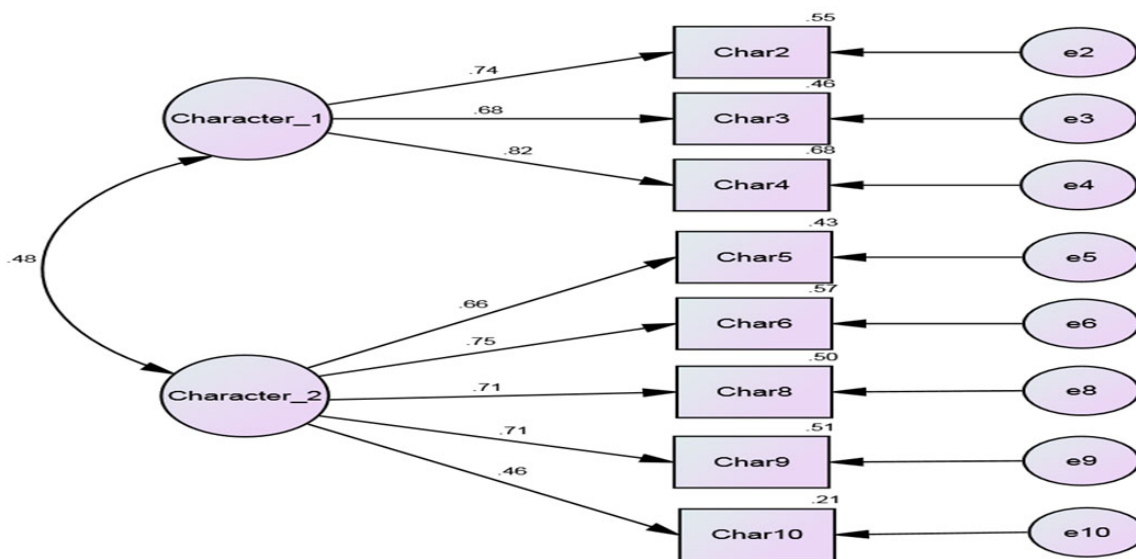 .55
Char2
e2
.74
.46
Character_1
.68
Char3
e3
.82
.68
Char4
e4
.43
.48
Char5
e5
.66
.57
.75
Char6
e6
.50
Character_2
.71
Char8
e8
.71
.51
Char9
e9
.46
.21
Char10
e10